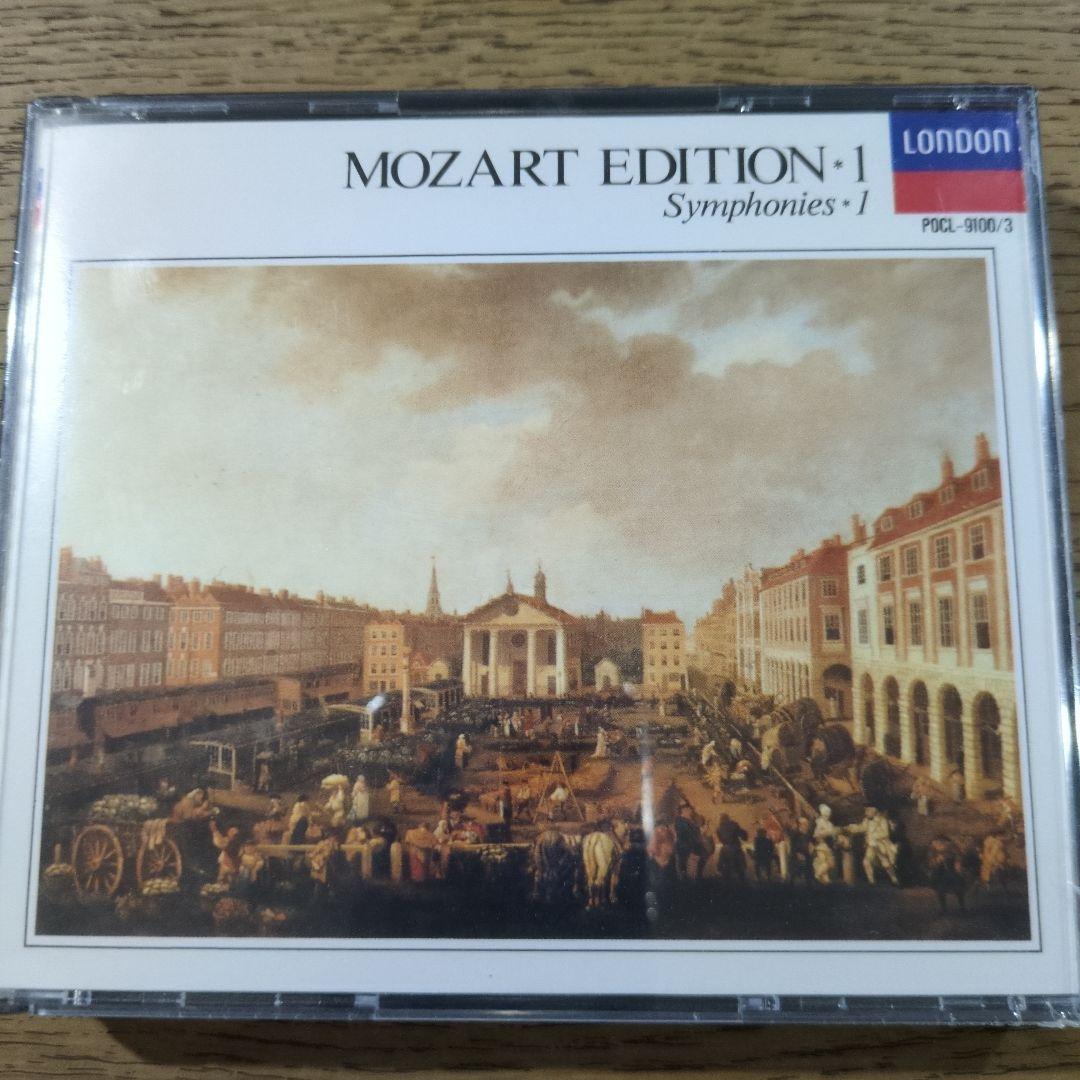 MOZART EDITION*1
Symphonies*1
LONDON
POCL-9100/3